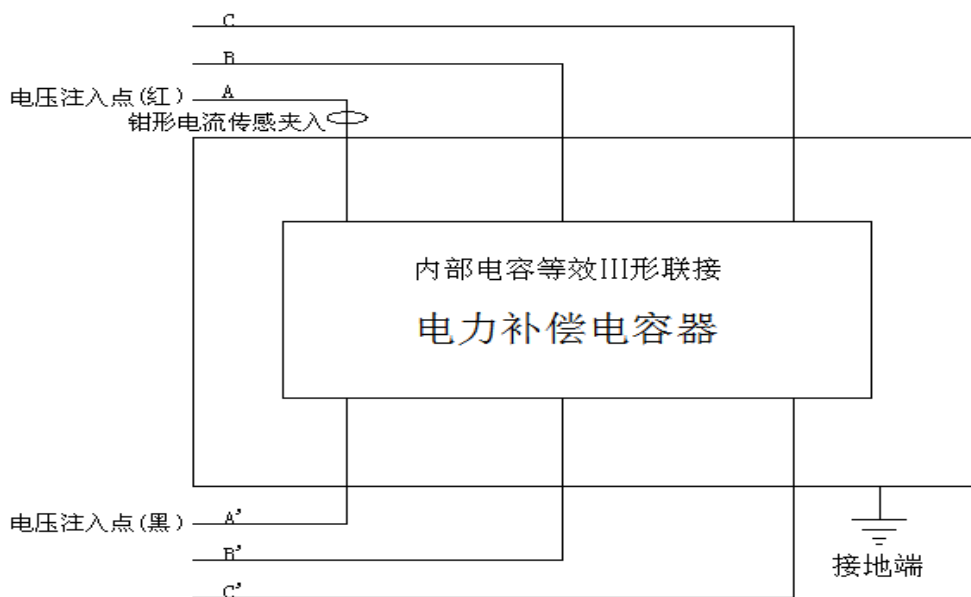 C
B
电压注入点(红) A
钳形电流传感夹入
内部电容等效III形联接
电力补偿电容器
电压注入点(黑) A'
B'
接地端
C'